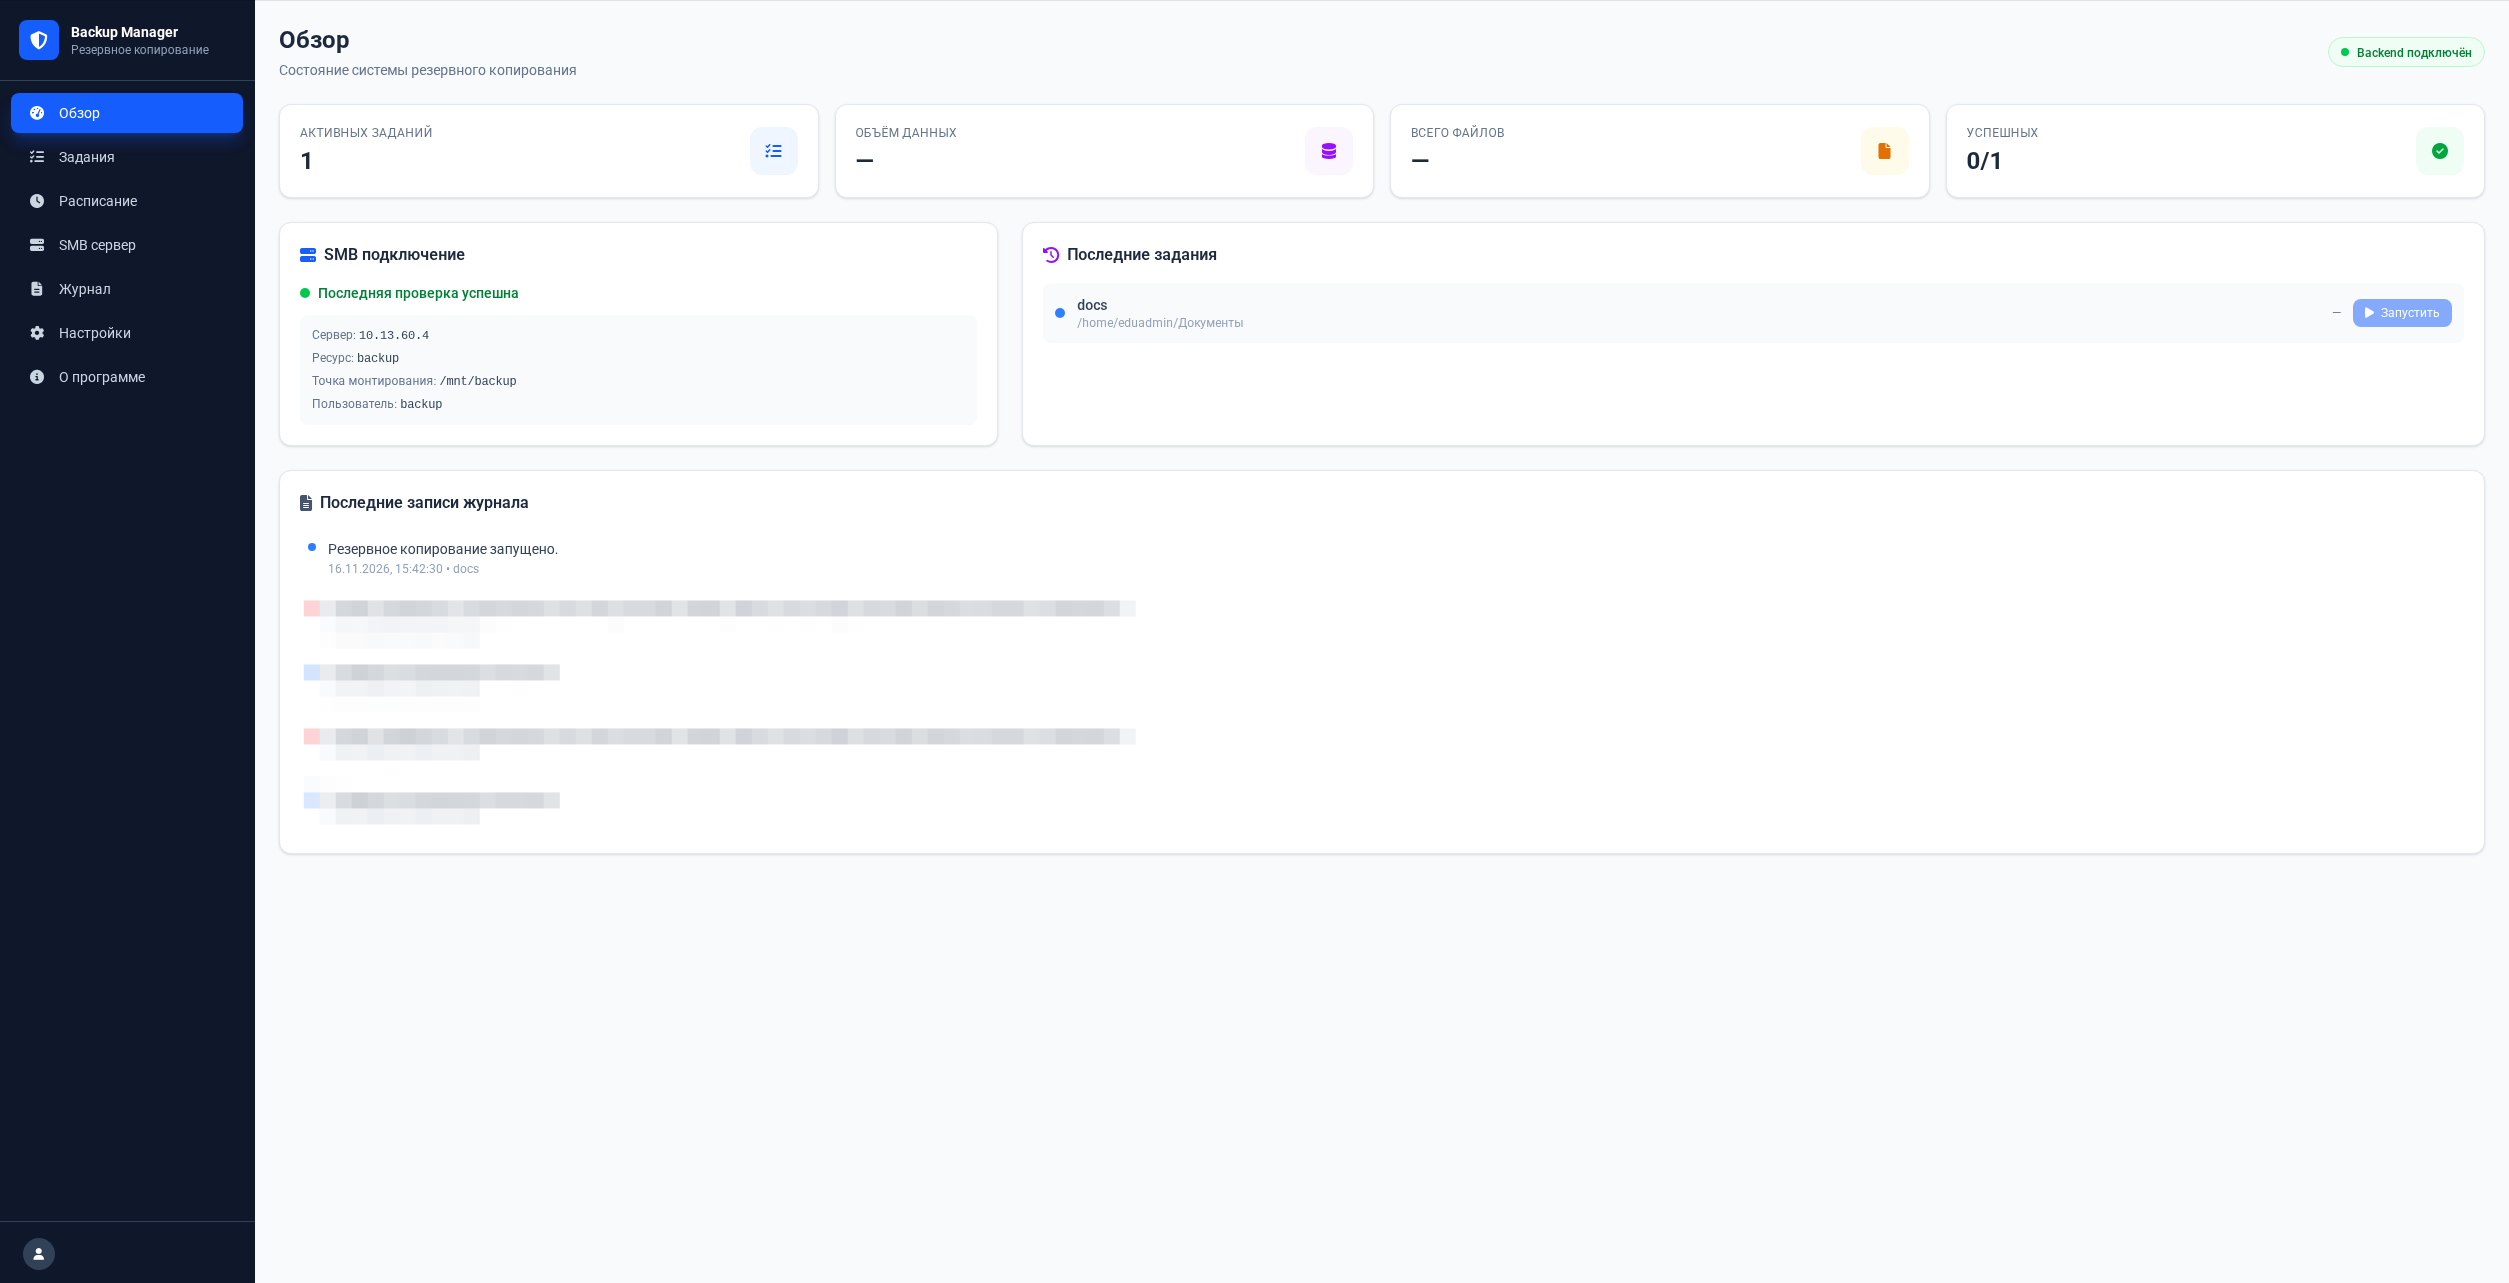 Backup Manager
Резервное копирование
Обзор
Задания
Расписание
SMB сервер
Журнал
Настройки
О программе
Обзор
Состояние системы резервного копирования
Backend подключён
АКТИВНЫХ ЗАДАНИЙ
1
ОБЪЁМ ДАННЫХ
—
ВСЕГО ФАЙЛОВ
—
УСПЕШНЫХ
0/1
SMB подключение
Последняя проверка успешна
Сервер: 10.13.60.4
Ресурс: backup
Точка монтирования: /mnt/backup
Пользователь: backup
Последние задания
docs
/home/eduadmin/Документы
—
Запустить
Последние записи журнала
Резервное копирование запущено.
16.11.2026, 15:42:30 • docs